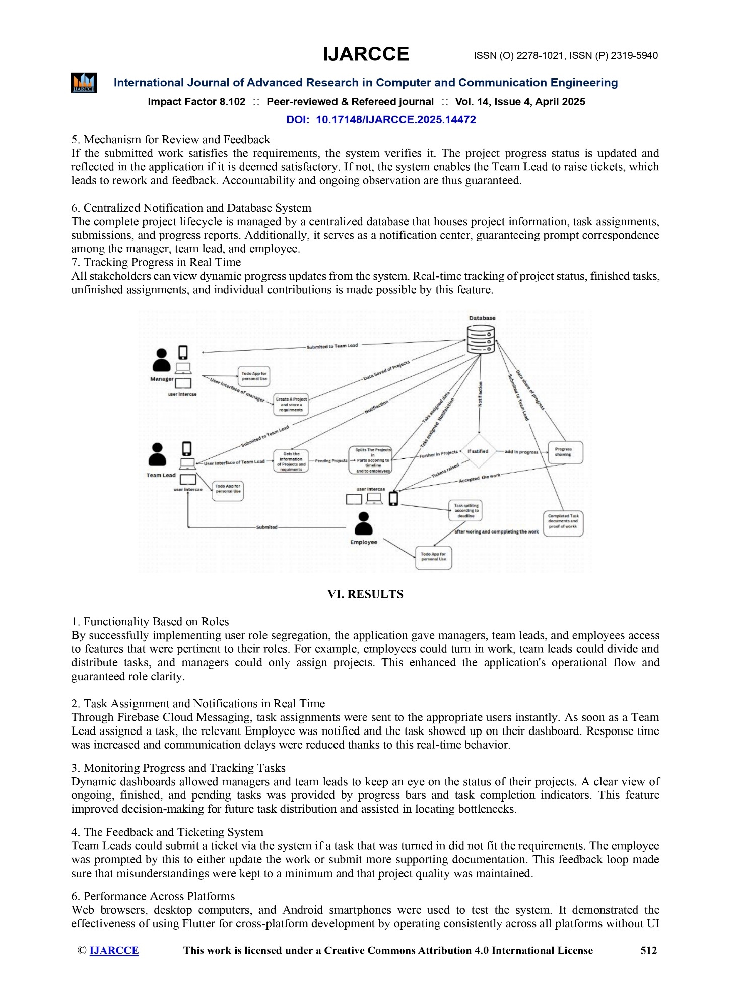 IJARCCE
ISSN (O) 2278-1021, ISSN (P) 2319-5940
IJARCCE
International Journal of Advanced Research in Computer and Communication Engineering
Impact Factor 8.102 ⁝⁝ Peer-reviewed & Refereed journal ⁝⁝ Vol. 14, Issue 4, April 2025
DOI: 10.17148/IJARCCE.2025.14472
5. Mechanism for Review and Feedback
If the submitted work satisfies the requirements, the system verifies it. The project progress status is updated and
reflected in the application if it is deemed satisfactory. If not, the system enables the Team Lead to raise tickets, which
leads to rework and feedback. Accountability and ongoing observation are thus guaranteed.
6. Centralized Notification and Database System
The complete project lifecycle is managed by a centralized database that houses project information, task assignments,
submissions, and progress reports. Additionally, it serves as a notification center, guaranteeing prompt correspondence
among the manager, team lead, and employee.
7. Tracking Progress in Real Time
All stakeholders can view dynamic progress updates from the system. Real-time tracking of project status, finished tasks,
unfinished assignments, and individual contributions is made possible by this feature.
Database
Submited to Team Lead
Manager
user Intercae
Todo App for
personal Use
User interface of manager
Create A Project
and store a
requirments
Data Saved of Projects
Notifiaction
Submited to Team Lead
Taks assigned data
Taks assigned Notifaiction
Notifiaction
Submited to Team Lead
Data share of progress
Team Lead
user Intercae
User Interface of Team Lead
Gets the
Information
of Projects and
requiments
Pending Projects
Splits The Projects
in
Parts accoring to
timeline
and to employees
Further in Projects
If satified
add in progress
Progress
showing
Tickets raised
Accepted the work
Todo App for
personal Use
user Intercae
Employee
Submited
Task splititng
according to
deadline
Completed Task
documents and
proof of workk
after woring and comppleting the work
Todo App for
personal Use
VI. RESULTS
1. Functionality Based on Roles
By successfully implementing user role segregation, the application gave managers, team leads, and employees access
to features that were pertinent to their roles. For example, employees could turn in work, team leads could divide and
distribute tasks, and managers could only assign projects. This enhanced the application's operational flow and
guaranteed role clarity.
2. Task Assignment and Notifications in Real Time
Through Firebase Cloud Messaging, task assignments were sent to the appropriate users instantly. As soon as a Team
Lead assigned a task, the relevant Employee was notified and the task showed up on their dashboard. Response time
was increased and communication delays were reduced thanks to this real-time behavior.
3. Monitoring Progress and Tracking Tasks
Dynamic dashboards allowed managers and team leads to keep an eye on the status of their projects. A clear view of
ongoing, finished, and pending tasks was provided by progress bars and task completion indicators. This feature
improved decision-making for future task distribution and assisted in locating bottlenecks.
4. The Feedback and Ticketing System
Team Leads could submit a ticket via the system if a task that was turned in did not fit the requirements. The employee
was prompted by this to either update the work or submit more supporting documentation. This feedback loop made
sure that misunderstandings were kept to a minimum and that project quality was maintained.
6. Performance Across Platforms
Web browsers, desktop computers, and Android smartphones were used to test the system. It demonstrated the
effectiveness of using Flutter for cross-platform development by operating consistently across all platforms without UI
© IJARCCE
This work is licensed under a Creative Commons Attribution 4.0 International License
512